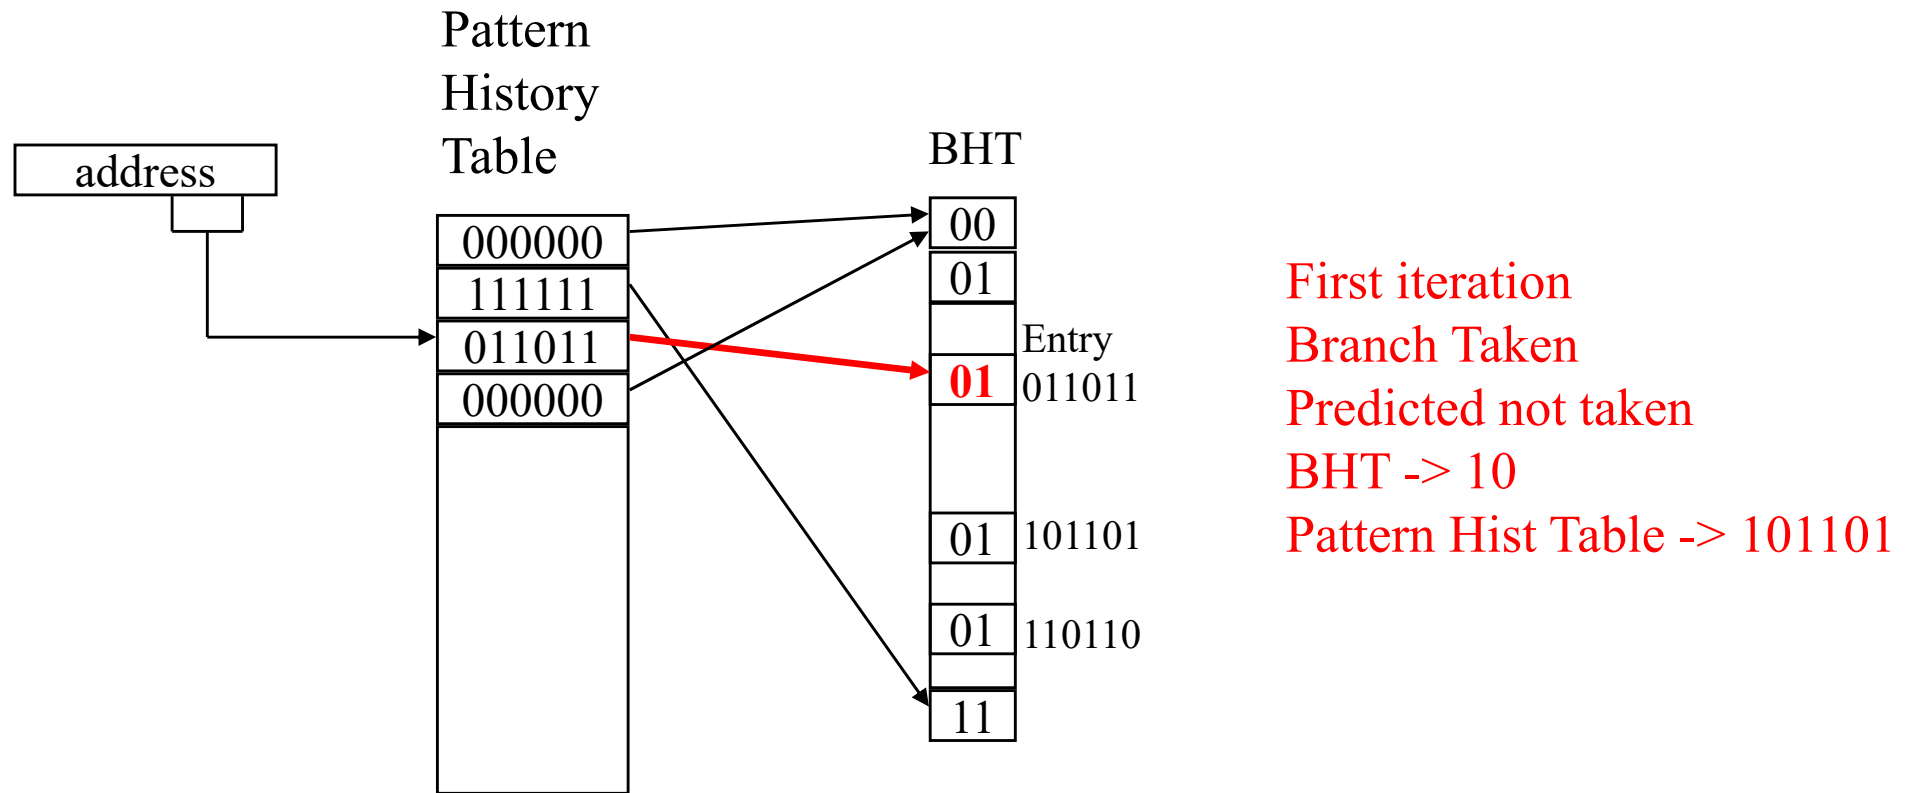 Pattern
History
Table
address
000000
111111
011011
000000
BHT
00
01
Entry
01 011011
01 101101
01 110110
11
First iteration
Branch Taken
Predicted not taken
BHT -> 10
Pattern Hist Table -> 101101